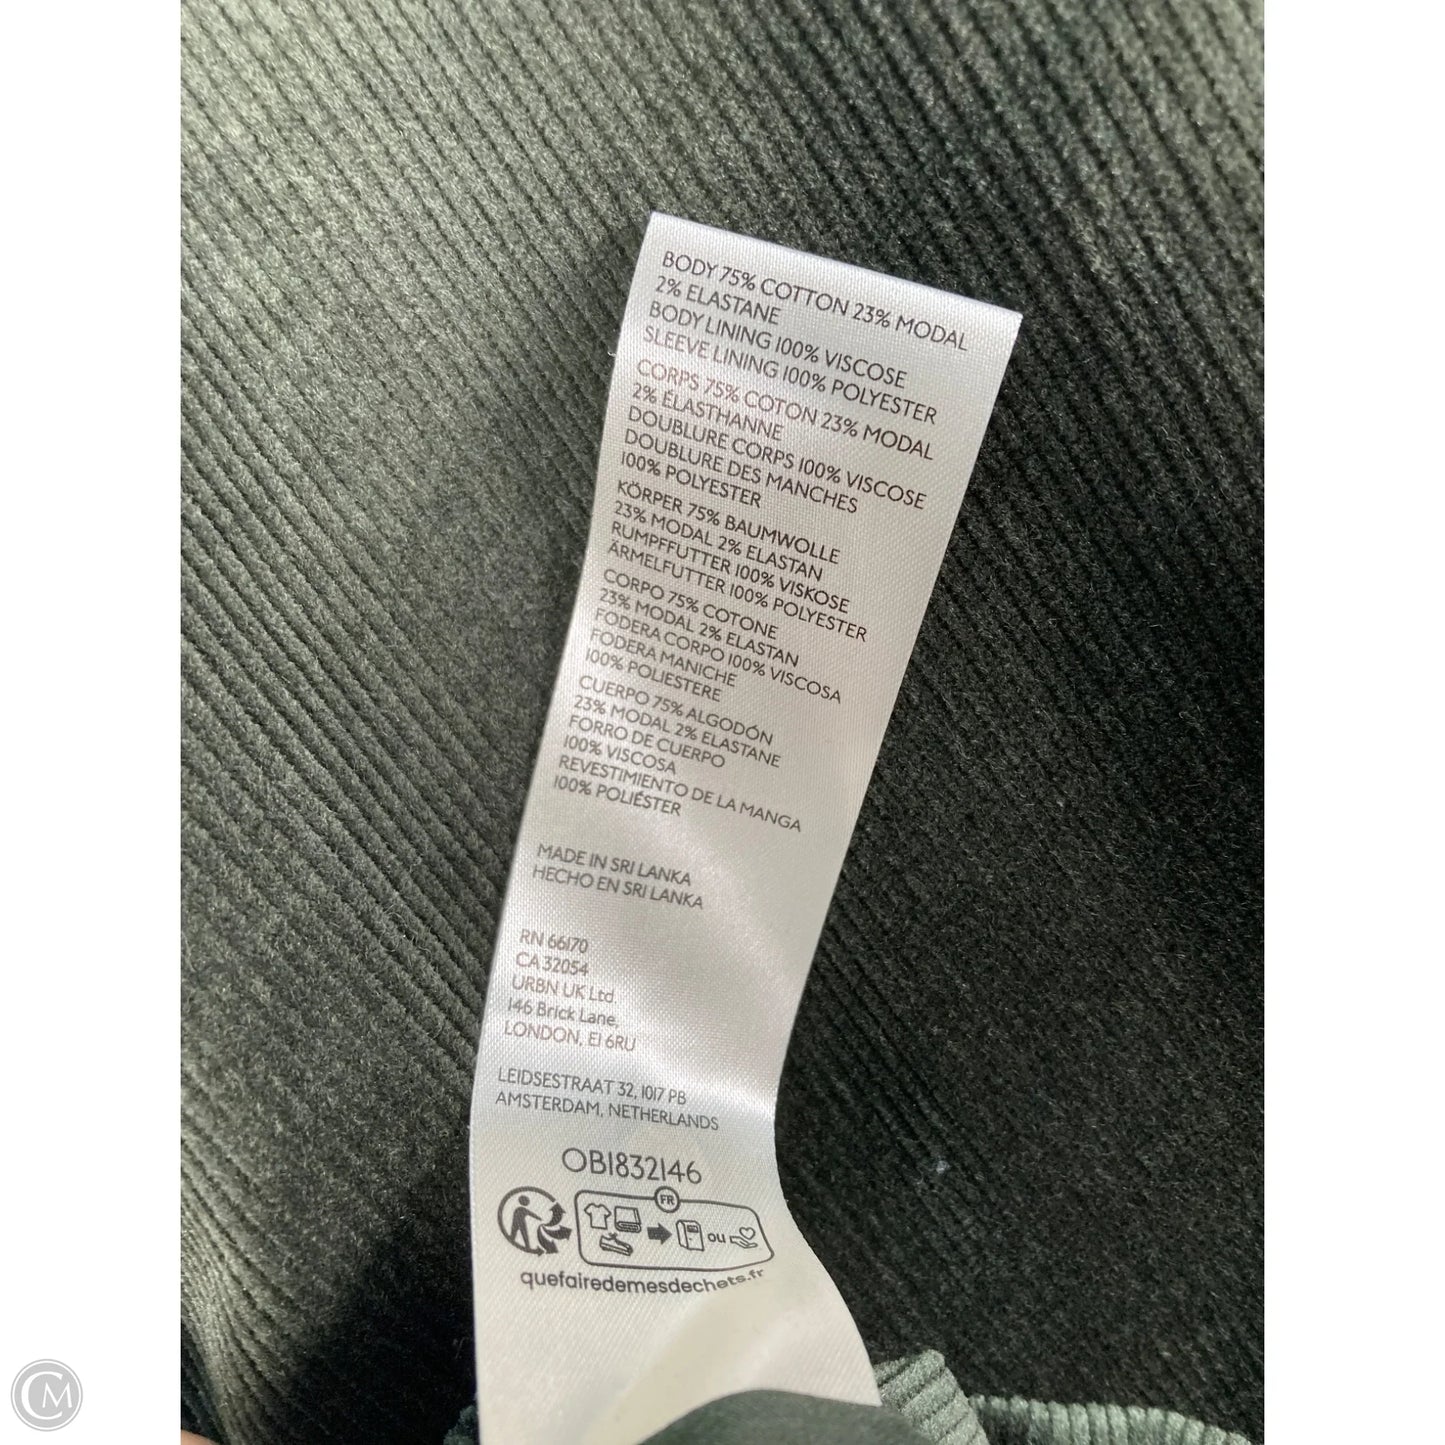 BODY 75% COTTON 23% MODAL
2% ELASTANE
BODY LINING 100% VISCOSE
SLEEVE LINING 100% POLYESTER
CORPS 75% COTON 23% MODAL
2% ÉLASTHANNE
DOUBLURE CORPS 100% VISCOSE
DOUBLURE DES MANCHES
100% POLYESTER
KÖRPER 75% BAUMWOLLE
23% MODAL 2% ELASTAN
RUMPFFUTTER 100% VISKOSE
ÄRMELFUTTER 100% POLYESTER
CORPO 75% COTONE
23% MODAL 2% ELASTAN
FODERA CORPO 100% VISCOSA
FODERA MANICHE
100% POLIESTERE
CUERPO 75% ALGODÓN
23% MODAL 2% ELASTANE
FORRO DE CUERPO
100% VISCOSA
REVESTIMIENTO DE LA MANGA
100% POLIÉSTER
MADE IN SRI LANKA
HECHO EN SRI LANKA
RN 66170
CA 32054
URBN UK Ltd.
146 Brick Lane,
LONDON, E1 6RU
LEIDSESTRAAT 32, 1017 PB
AMSTERDAM, NETHERLANDS
OB1832146
FR
ou
quefairedemesdechets.fr
CM